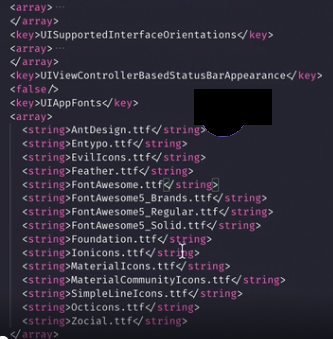 <array> ...
</array>
<key>UISupportedInterfaceOrientations</key>
<array> ...
</array>
<key>UIViewControllerBasedStatusBarAppearance</key>
<false/>
<key>UIAppFonts</key>
<array>
<string>AntDesign.ttf</string>
<string>Entypo.ttf</string>
<string>EvilIcons.ttf</string>
<string>Feather.ttf</string>
<string>FontAwesome.ttf</string>
<string>FontAwesome5_Brands.ttf</string>
<string>FontAwesome5_Regular.ttf</string>
<string>FontAwesome5_Solid.ttf</string>
<string>Foundation.ttf</string>
<string>Ionicons.ttf</string>
<string>MaterialIcons.ttf</string>
<string>MaterialCommunityIcons.ttf</string>
<string>SimpleLineIcons.ttf</string>
<string>Octicons.ttf</string>
<string>Zocial.ttf</string>
</array>